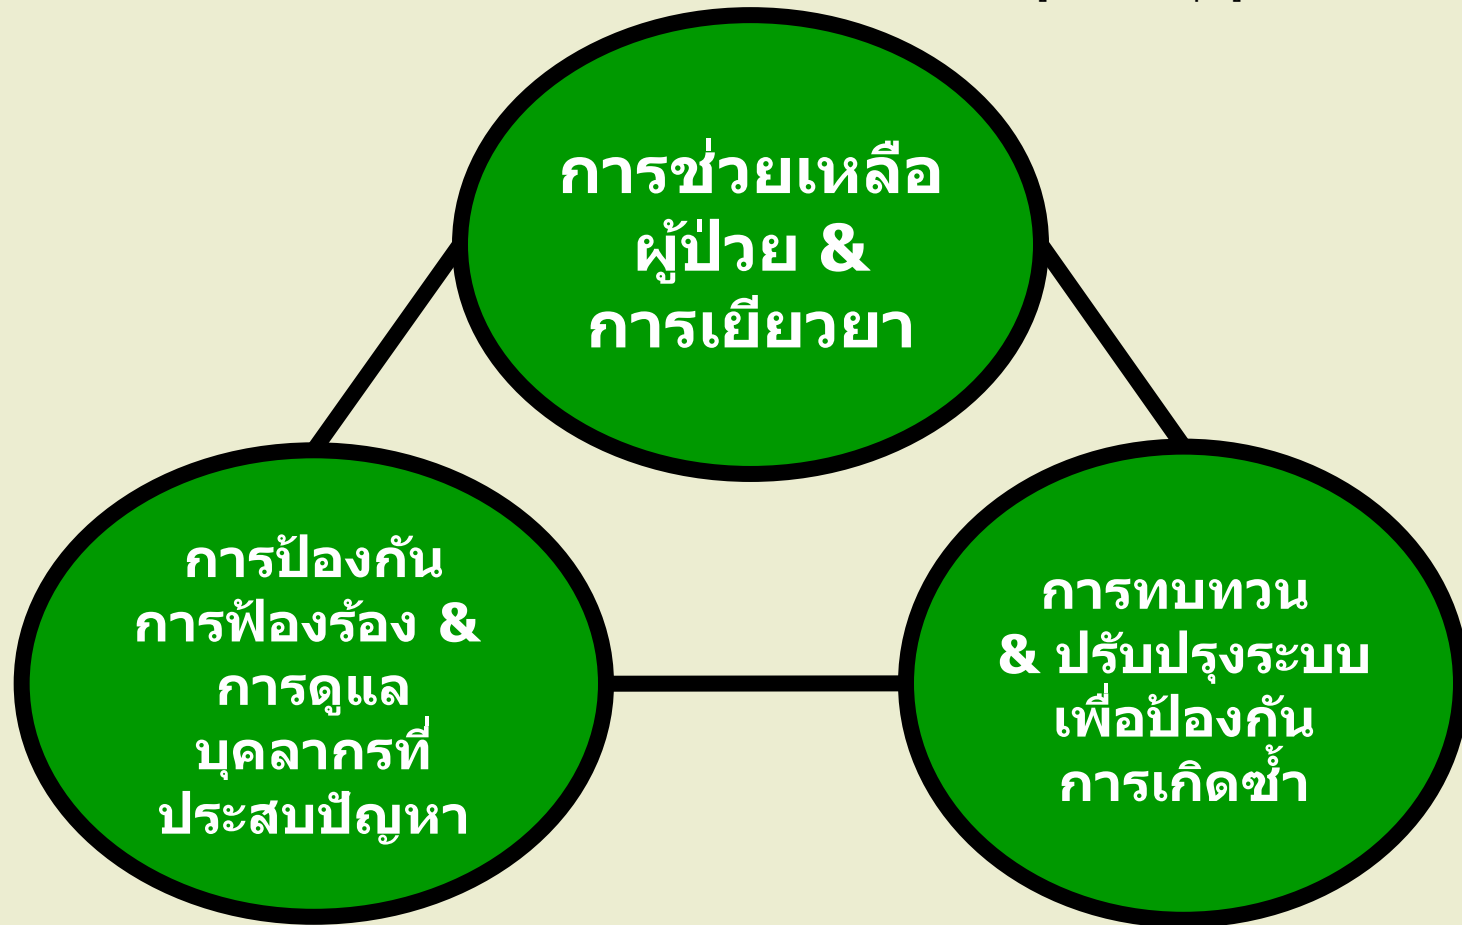 การช่วยเหลือ
ผู้ป่วย &
การเยียวยา
การป้องกัน
การฟ้องร้อง &
การดูแล
บุคลากรที่
ประสบปัญหา
การทบทวน
& ปรับปรุงระบบ
เพื่อป้องกัน
การเกิดซ้ำ